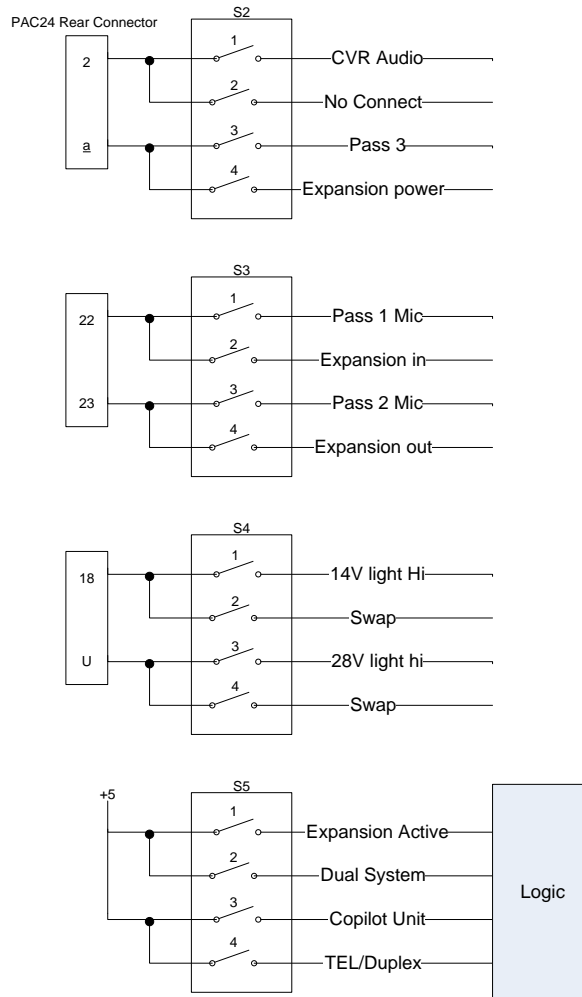 S2
PAC24 Rear Connector
2
1
CVR Audio
2
No Connect
a
3
Pass 3
4
Expansion power
S3
22
1
Pass 1 Mic
2
Expansion in
23
3
Pass 2 Mic
4
Expansion out
S4
18
1
14V light Hi
2
Swap
U
3
28V light hi
4
Swap
S5
+5
1
Expansion Active
2
Dual System
Logic
3
Copilot Unit
4
TEL/Duplex